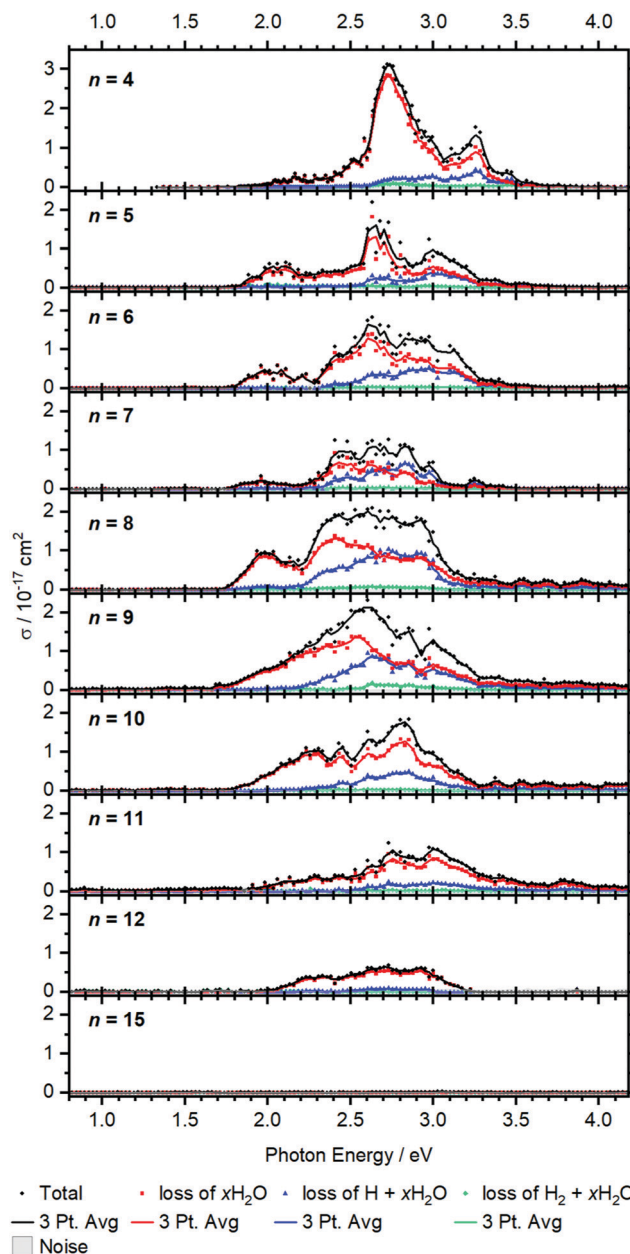 1.0 1.5 2.0 2.5 3.0 3.5 4.0
3
2
1
0
n = 4
2
1
0
n = 5
2
1
0
n = 6
2
1
0
n = 7
2
1
0
n = 8
2
1
0
n = 9
2
1
0
n = 10
2
1
0
n = 11
2
1
0
n = 12
2
1
0
n = 15
σ / 10⁻¹⁷ cm²
1.0 1.5 2.0 2.5 3.0 3.5 4.0
Photon Energy / eV
Total loss of xH₂O loss of H + xH₂O loss of H₂ + xH₂O
3 Pt. Avg 3 Pt. Avg 3 Pt. Avg 3 Pt. Avg
Noise